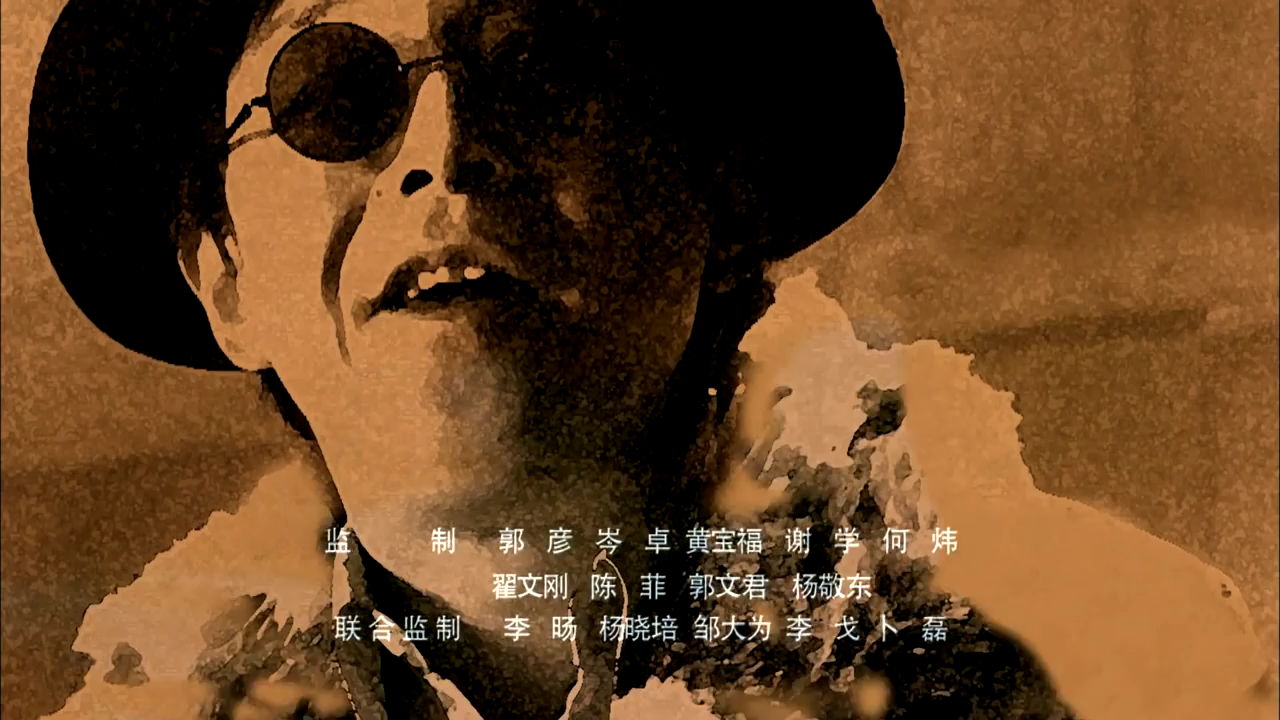 监 制 郭彦 岑卓 黄宝福 谢学 何炜
翟文刚 陈菲 郭文君 杨敬东
联合监制 李旸 杨晓培 邹大为 李戈 卜磊